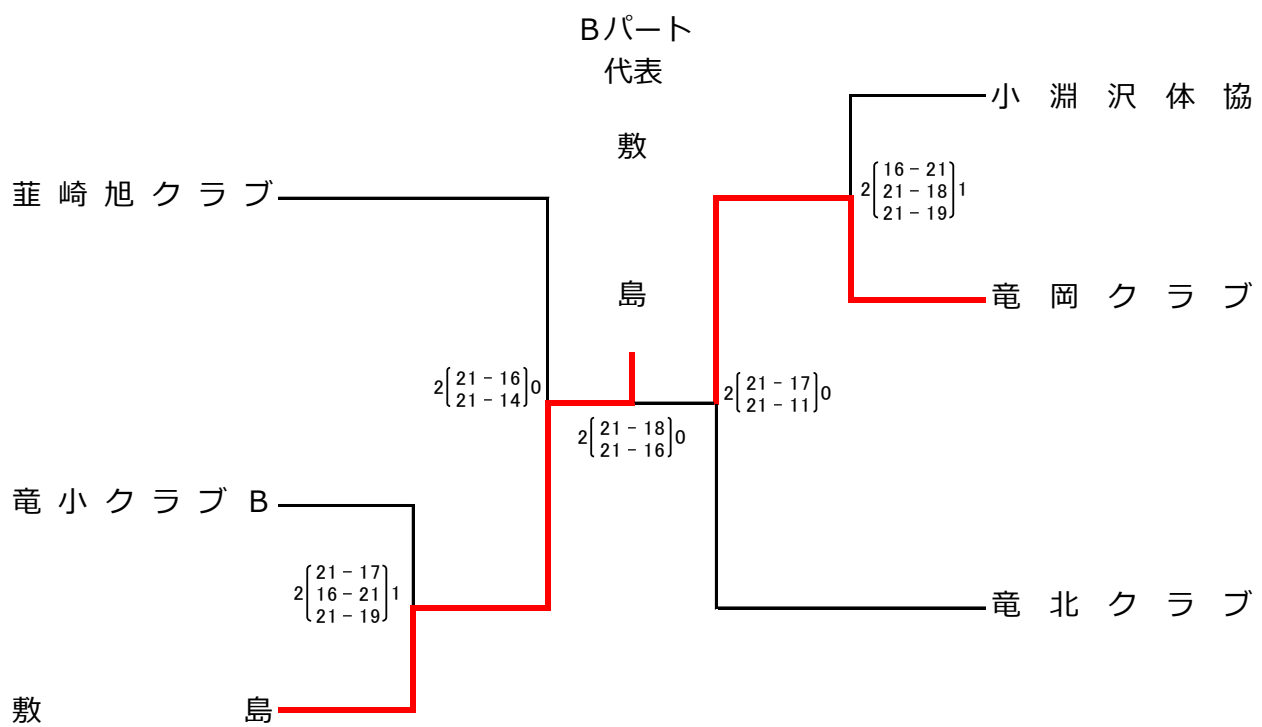 Bパート
代表
敷島
韮崎旭クラブ
竜小クラブB
敷島
小淵沢体協
竜岡クラブ
竜北クラブ
2 21-16 0
21-14
2 21-17 1
16-21
21-19
2 21-18 0
21-16
16-21
2 21-18 1
21-19
2 21-17 0
21-11